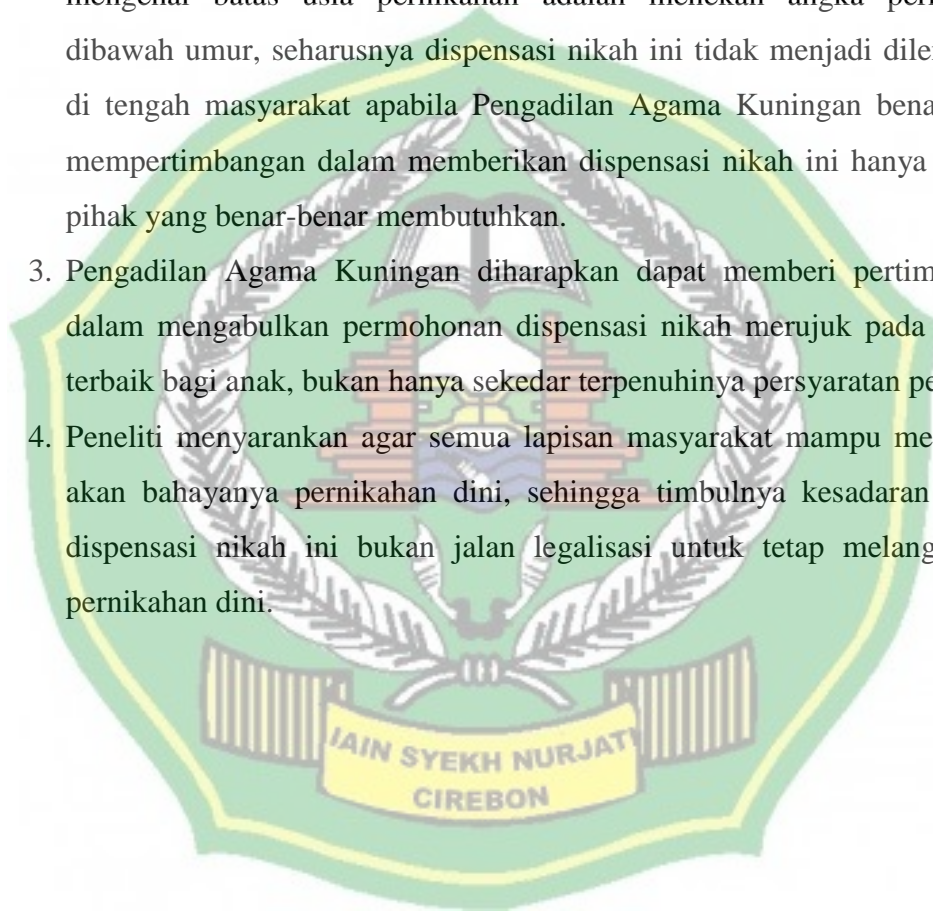 mengenai batas usia pernikahan adalah menekan angka per
dibawah umur, seharusnya dispensasi nikah ini tidak menjadi dile
di tengah masyarakat apabila Pengadilan Agama Kuningan bena
mempertimbangan dalam memberikan dispensasi nikah ini hanya
pihak yang benar-benar membutuhkan.
3. Pengadilan Agama Kuningan diharapkan dapat memberi pertim
dalam mengabulkan permohonan dispensasi nikah merujuk pada
terbaik bagi anak, bukan hanya sekedar terpenuhinya persyaratan pe
4. Peneliti menyarankan agar semua lapisan masyarakat mampu me
akan bahayanya pernikahan dini, sehingga timbulnya kesadaran
dispensasi nikah ini bukan jalan legalisasi untuk tetap melang
pernikahan dini.
IAIN SYEKH NURJATI
CIREBON